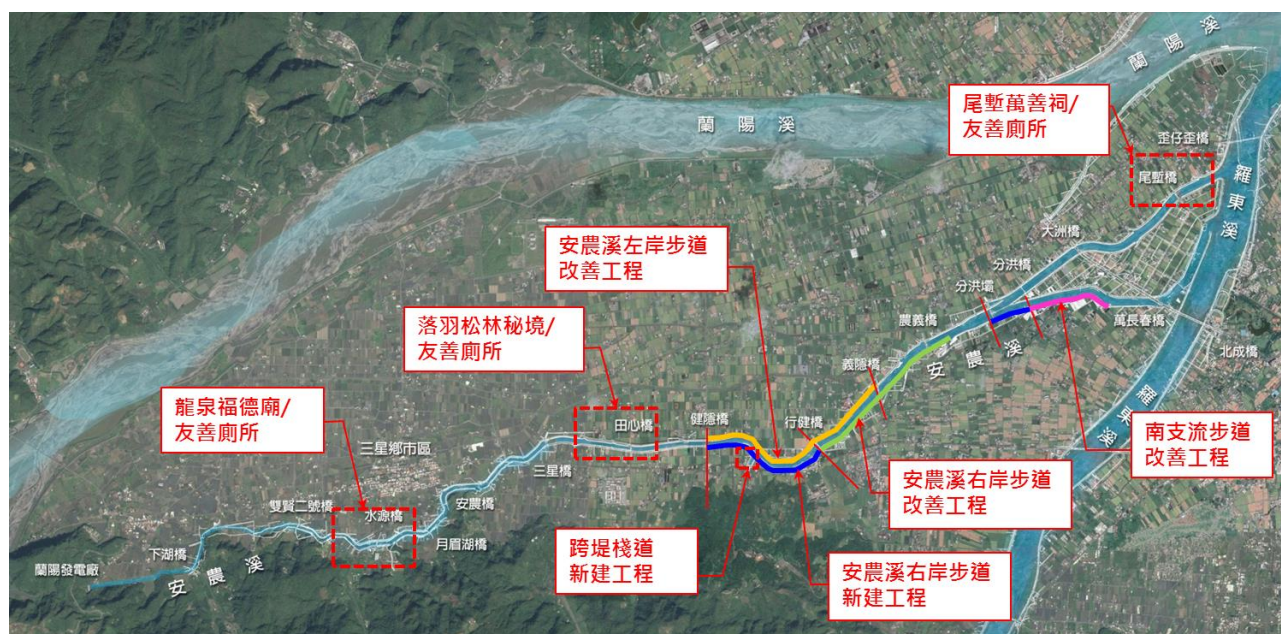 蘭陽溪
蘭陽溪
尾塹萬善祠/
友善廁所
歪仔歪橋
尾塹橋
羅東溪
大洲橋
安農溪左岸步道
改善工程
分洪橋
分洪壩
落羽松林秘境/
友善廁所
農義橋
萬長春橋
安農溪
北成橋
義隱橋
龍泉福德廟/
友善廁所
田心橋
健隱橋
行健橋
羅東溪
南支流步道
改善工程
三星鄉市區
三星橋
安農溪右岸步道
改善工程
安農橋
雙賢二號橋
水源橋
月眉湖橋
下湖橋
跨堤棧道
新建工程
安農溪右岸步道
新建工程
蘭陽發電廠
安農溪